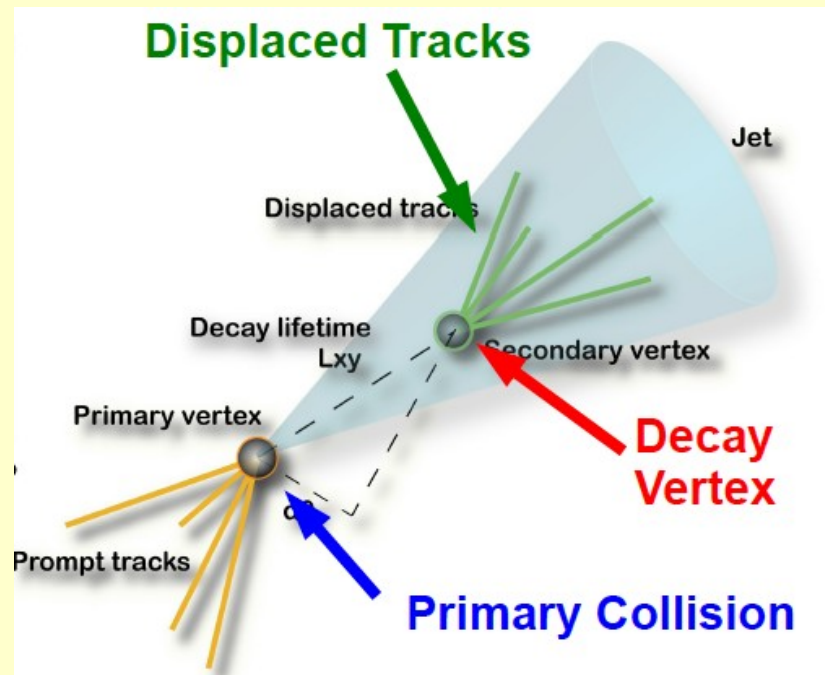 Displaced Tracks
Jet
Displaced tracks
Decay lifetime
Lxy
Secondary vertex
Primary vertex
Decay
Vertex
Prompt tracks
Primary Collision